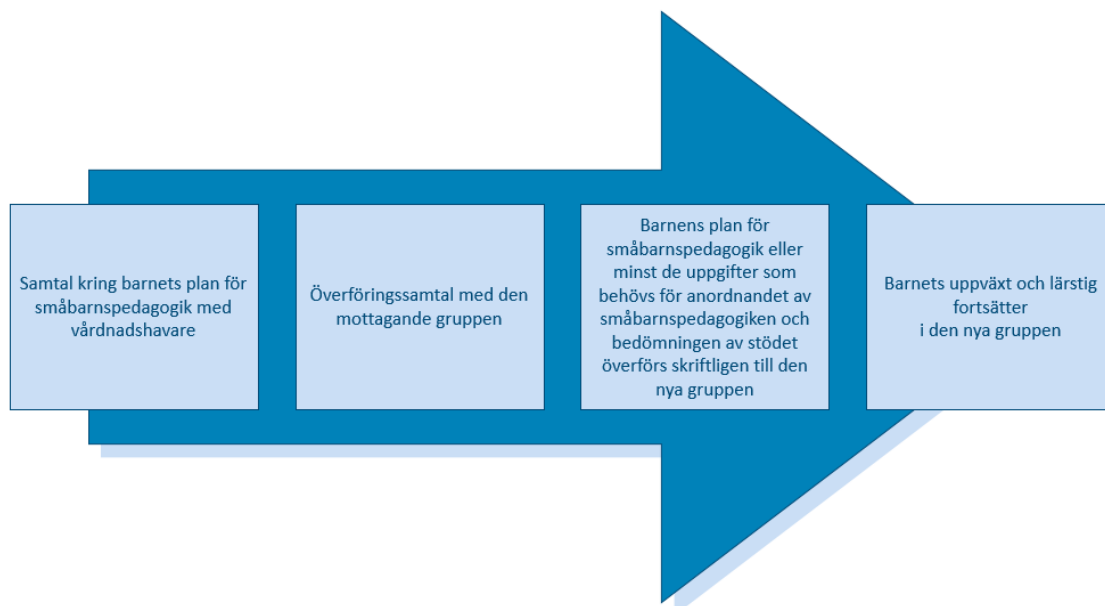 Samtal kring barnets plan för
småbarnspedagogik med
vårdnadshavare
Överföringssamtal med den
mottagande gruppen
Barnens plan för
småbarnspedagogik eller
minst de uppgifter som
behövs för anordnandet av
småbarnspedagogiken och
bedömningen av stödet
överförs skriftligen till den
nya gruppen
Barnets uppväxt och lärstig
fortsätter
i den nya gruppen